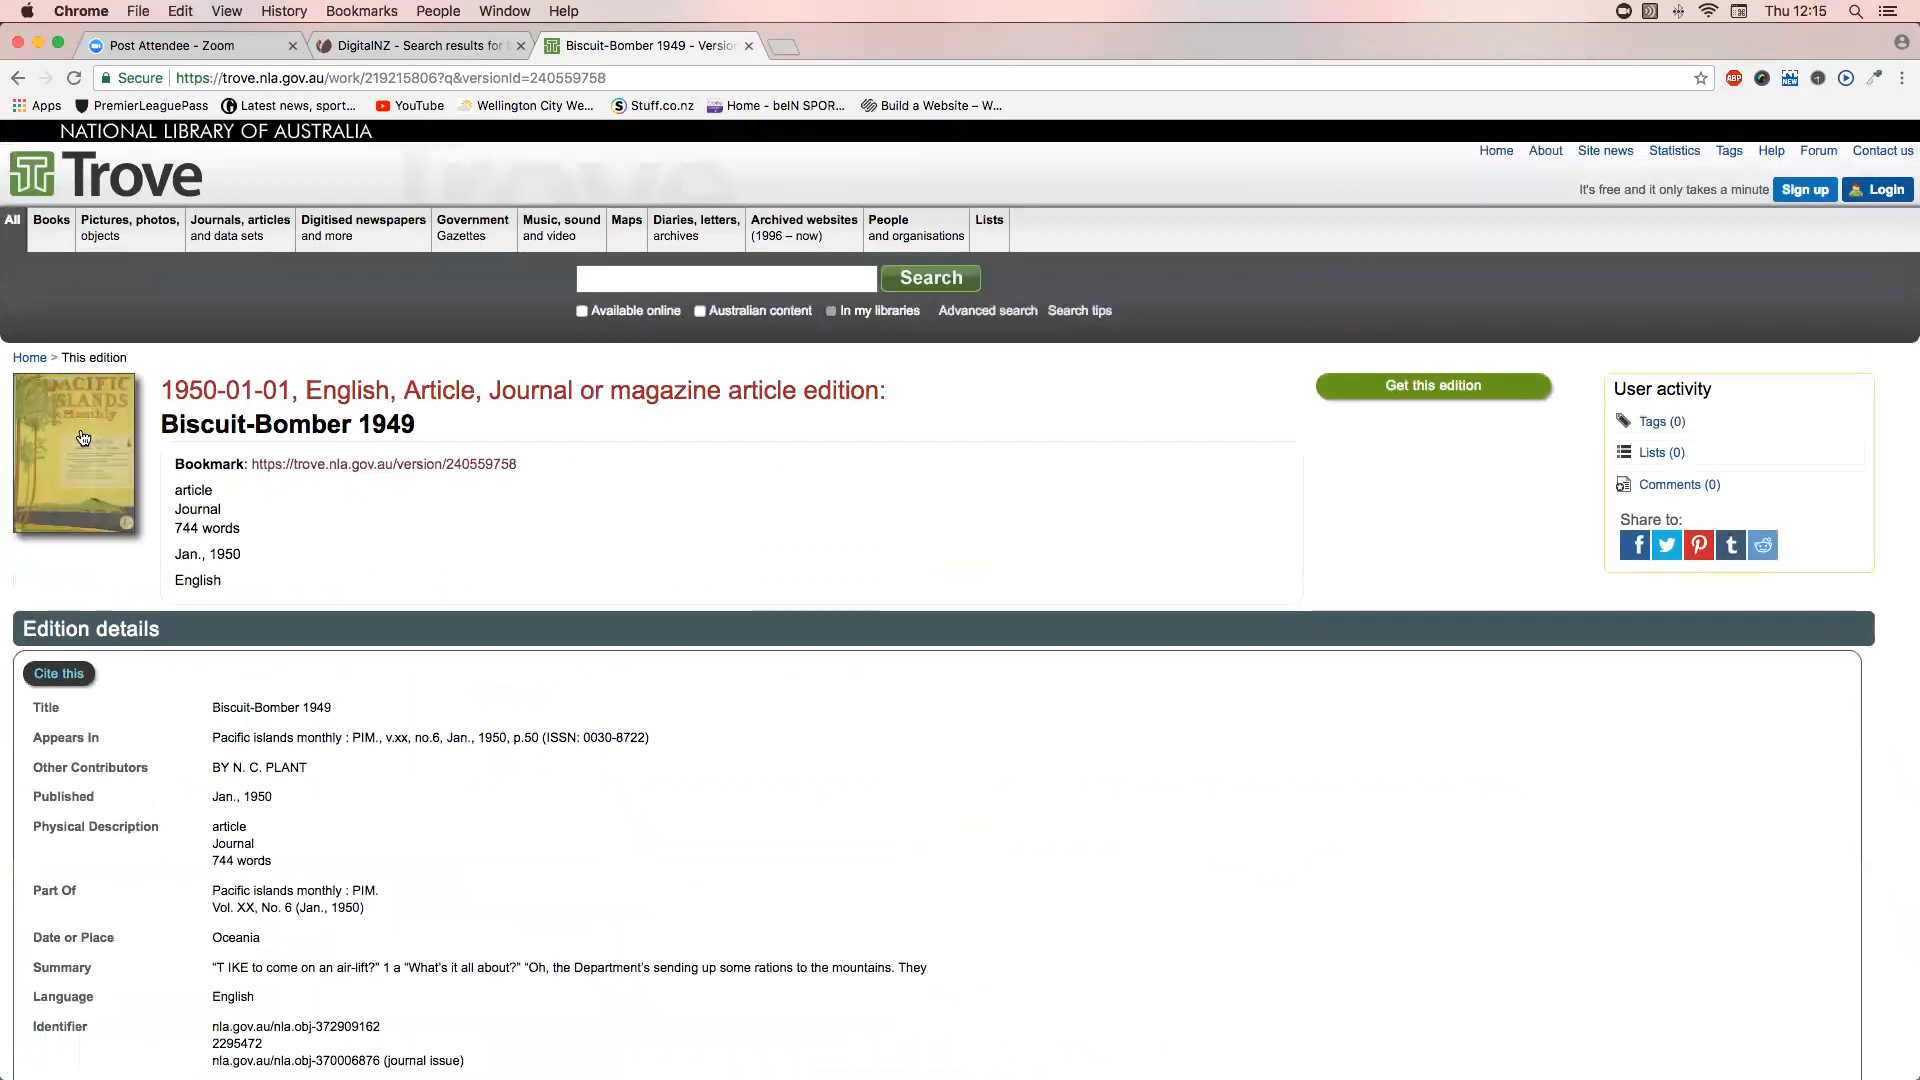 Chrome File Edit View History Bookmarks People Window Help Thu 12:15
Post Attendee - Zoom DigitalNZ - Search results for Biscuit-Bomber 1949 - Version
Secure https://trove.nla.gov.au/work/219215806?q&versionId=240559758 ABP NEW
Apps PremierLeaguePass Latest news, sport... YouTube Wellington City We... Stuff.co.nz Home - beIN SPOR... Build a Website – W...
NATIONAL LIBRARY OF AUSTRALIA
Trove
Home About Site news Statistics Tags Help Forum Contact us
It's free and it only takes a minute Sign up Login
All Books Pictures, photos, objects Journals, articles and data sets Digitised newspapers and more Government Gazettes Music, sound and video Maps Diaries, letters, archives Archived websites (1996 – now) People and organisations Lists
Search
Available online Australian content In my libraries Advanced search Search tips
Home > This edition
PACIFIC
ISLANDS
Monthly
1950-01-01, English, Article, Journal or magazine article edition:
Biscuit-Bomber 1949
Bookmark: https://trove.nla.gov.au/version/240559758
article
Journal
744 words
Jan., 1950
English
Get this edition
User activity
Tags (0)
Lists (0)
Comments (0)
Share to:
Edition details
Cite this
Title Biscuit-Bomber 1949
Appears In Pacific islands monthly : PIM., v.xx, no.6, Jan., 1950, p.50 (ISSN: 0030-8722)
Other Contributors BY N. C. PLANT
Published Jan., 1950
Physical Description article
Journal
744 words
Part Of Pacific islands monthly : PIM.
Vol. XX, No. 6 (Jan., 1950)
Date or Place Oceania
Summary “T IKE to come on an air-lift?” 1 a “What’s it all about?” “Oh, the Department’s sending up some rations to the mountains. They
Language English
Identifier nla.gov.au/nla.obj-372909162
2295472
nla.gov.au/nla.obj-370006876 (journal issue)